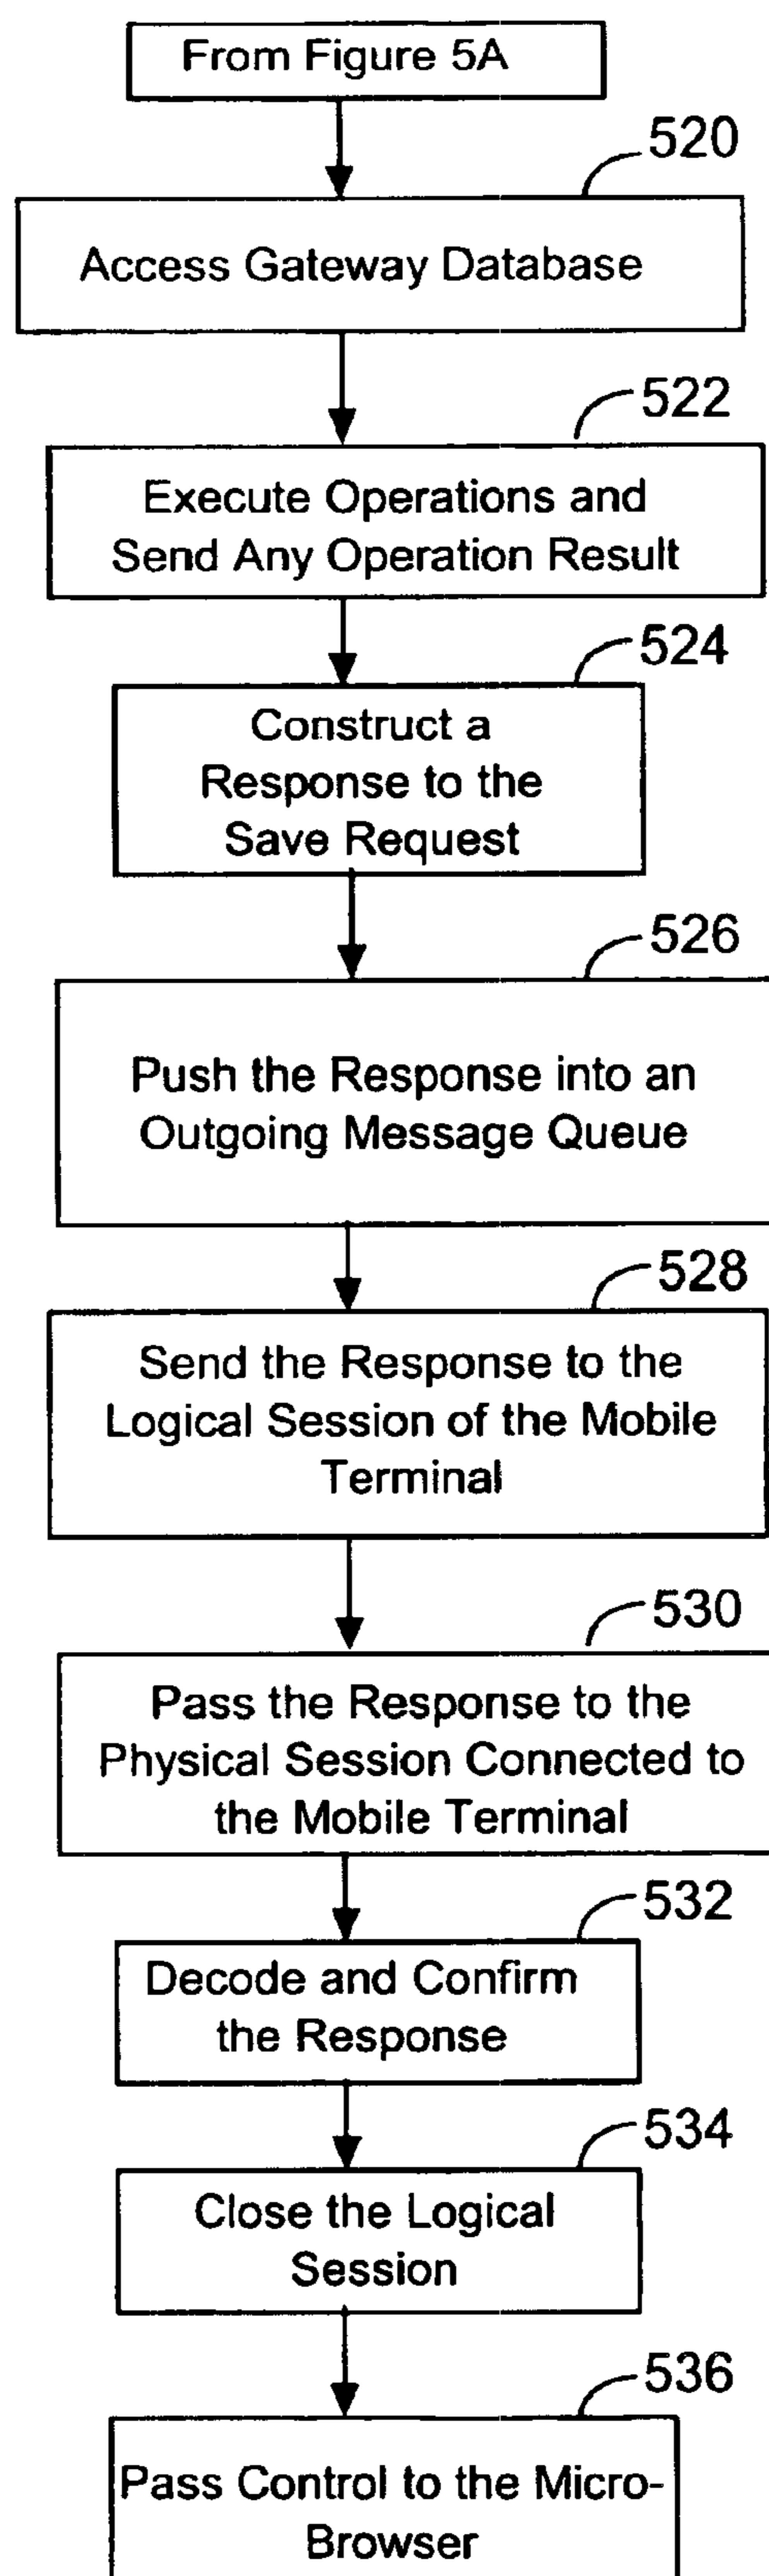 From Figure 5A
520
Access Gateway Database
522
Execute Operations and
Send Any Operation Result
524
Construct a
Response to the
Save Request
526
Push the Response into an
Outgoing Message Queue
528
Send the Response to the
Logical Session of the Mobile
Terminal
530
Pass the Response to the
Physical Session Connected to
the Mobile Terminal
532
Decode and Confirm
the Response
534
Close the Logical
Session
536
Pass Control to the Micro-
Browser